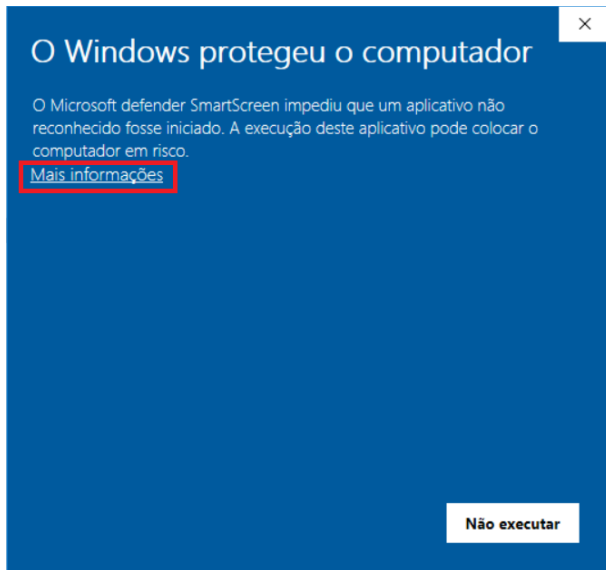 O Windows protegeu o computador
O Microsoft defender SmartScreen impediu que um aplicativo não
reconhecido fosse iniciado. A execução deste aplicativo pode colocar o
computador em risco.
Mais informações
Não executar